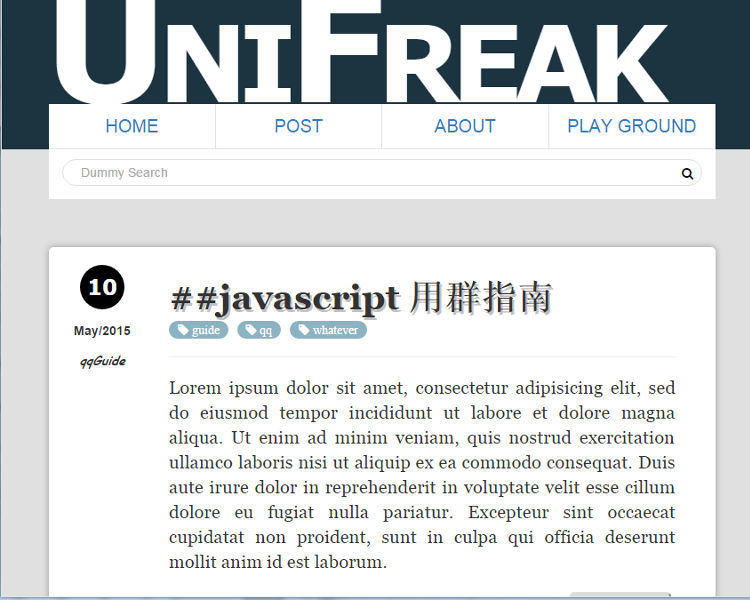 UNIFREAK
HOME POST ABOUT PLAY GROUND
Dummy Search
10
May/2015
qqGuide
##javascript 用群指南
guide qq whatever
Lorem ipsum dolor sit amet, consectetur adipisicing elit, sed
do eiusmod tempor incididunt ut labore et dolore magna
aliqua. Ut enim ad minim veniam, quis nostrud exercitation
ullamco laboris nisi ut aliquip ex ea commodo consequat. Duis
aute irure dolor in reprehenderit in voluptate velit esse cillum
dolore eu fugiat nulla pariatur. Excepteur sint occaecat
cupidatat non proident, sunt in culpa qui officia deserunt
mollit anim id est laborum.